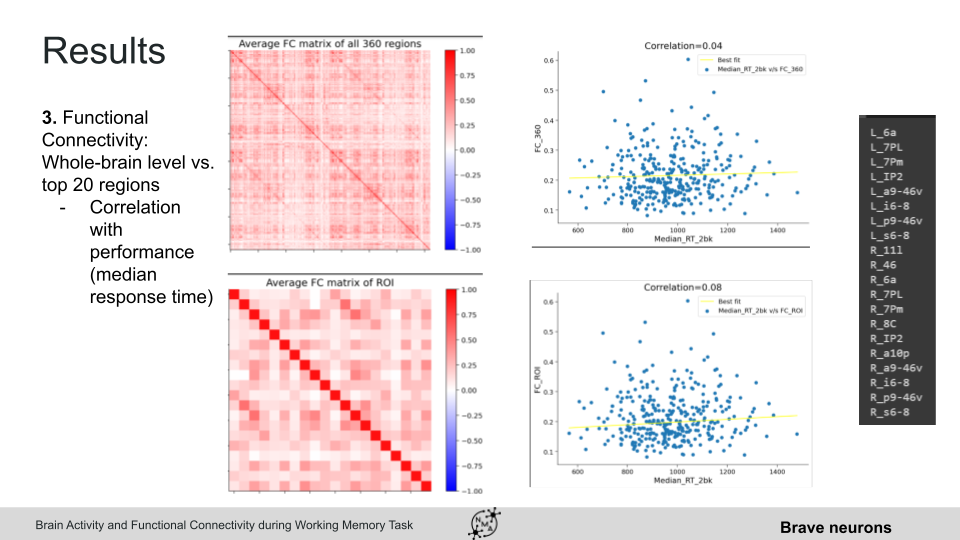 Results
3. Functional
Connectivity:
Whole-brain level vs.
top 20 regions
- Correlation
with
performance
(median
response time)
Average FC matrix of all 360 regions
1.00
0.75
0.50
0.25
0.00
−0.25
−0.50
−0.75
−1.00
Average FC matrix of ROI
1.00
0.75
0.50
0.25
0.00
−0.25
−0.50
−0.75
−1.00
Correlation=0.04
Best fit
Median_RT_2bk v/s FC_360
FC_360
0.6
0.5
0.4
0.3
0.2
0.1
600 800 1000 1200 1400
Median_RT_2bk
Correlation=0.08
Best fit
Median_RT_2bk v/s FC_ROI
FC_ROI
0.6
0.5
0.4
0.3
0.2
0.1
600 800 1000 1200 1400
Median_RT_2bk
L_6a
L_7PL
L_7Pm
L_IP2
L_a9-46v
L_i6-8
L_p9-46v
L_s6-8
R_11l
R_46
R_6a
R_7PL
R_7Pm
R_8C
R_IP2
R_a10p
R_a9-46v
R_i6-8
R_p9-46v
R_s6-8
Brain Activity and Functional Connectivity during Working Memory Task
NMA
Brave neurons